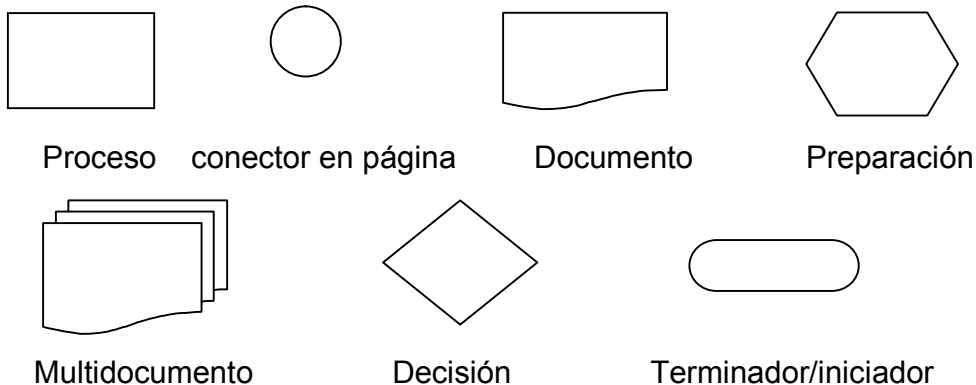 Proceso conector en página Documento Preparación
Multidocumento Decisión Terminador/iniciador